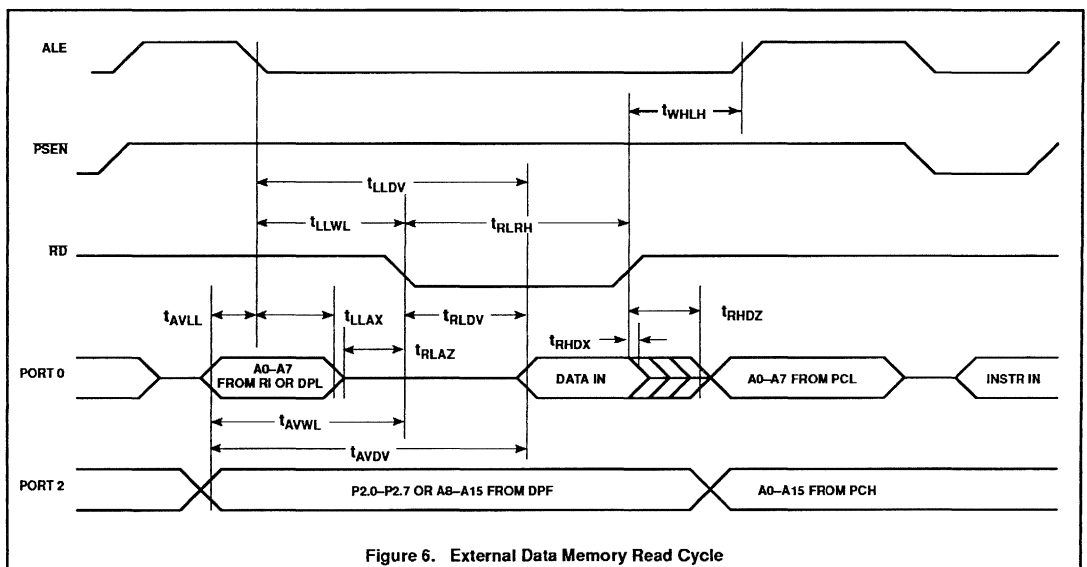 ALE
tWHLH
PSEN
tLLDV
tLLWL
tRLRH
RD
tAVLL
tLLAX
tRLDV
tRHDZ
tRLAZ
tRHDX
PORT 0
A0–A7
FROM RI OR DPL
DATA IN
A0–A7 FROM PCL
INSTR IN
tAVWL
tAVDV
PORT 2
P2.0–P2.7 OR A8–A15 FROM DPF
A0–A15 FROM PCH
Figure 6. External Data Memory Read Cycle